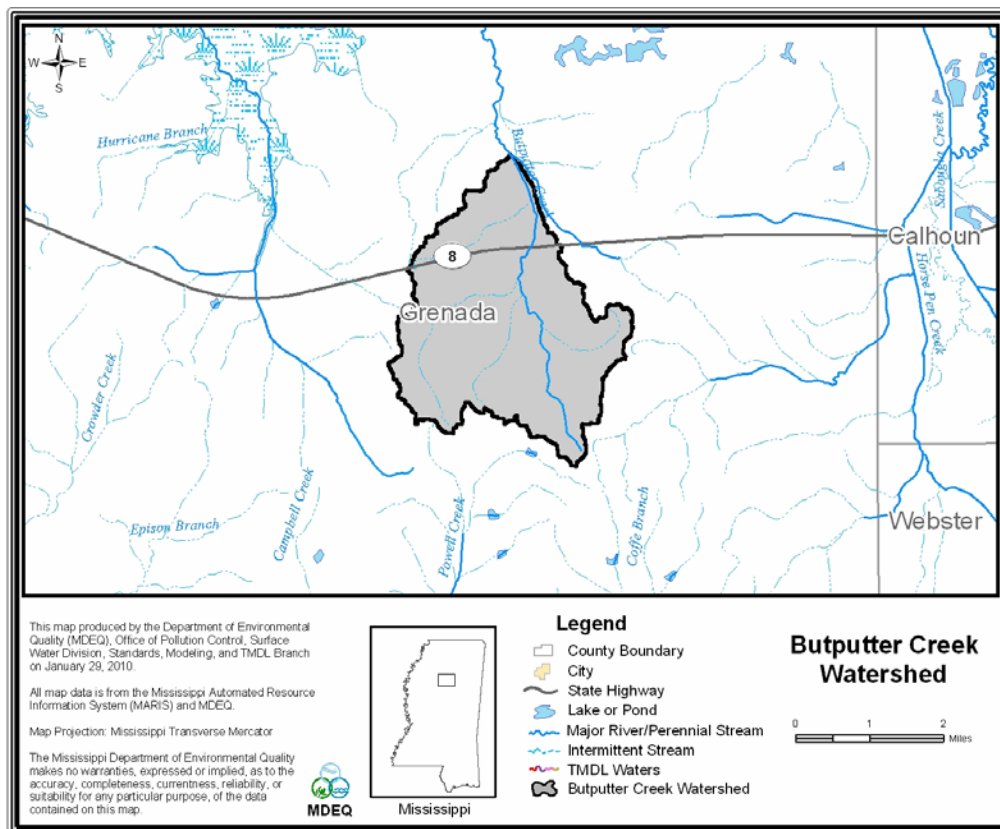 N
W E
S
Hurricane Branch
Butputter Creek
Sabougla Creek
8
Calhoun
Grenada
Horse Pen Creek
Crowder Creek
Epison Branch
Campbell Creek
Powell Creek
Coffe Branch
Webster
This map produced by the Department of Environmental
Quality (MDEQ), Office of Pollution Control, Surface
Water Division, Standards, Modeling, and TMDL Branch
on January 29, 2010.
All map data is from the Mississippi Automated Resource
Information System (MARIS) and MDEQ.
Map Projection: Mississippi Transverse Mercator
The Mississippi Department of Environmental Quality
makes no warranties, expressed or implied, as to the
accuracy, completeness, currentness, reliability, or
suitability for any particular purpose, of the data
contained on this map.
MDEQ
Mississippi
Legend
County Boundary
City
State Highway
Lake or Pond
Major River/Perennial Stream
Intermittent Stream
TMDL Waters
Butputter Creek Watershed
Butputter Creek
Watershed
0 1 2
Miles